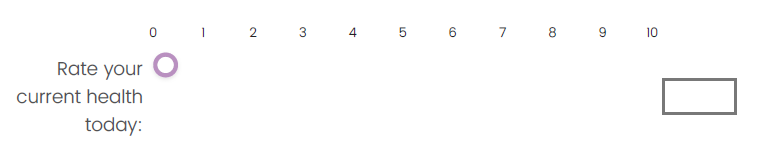 0 1 2 3 4 5 6 7 8 9 10
Rate your
current health
today: